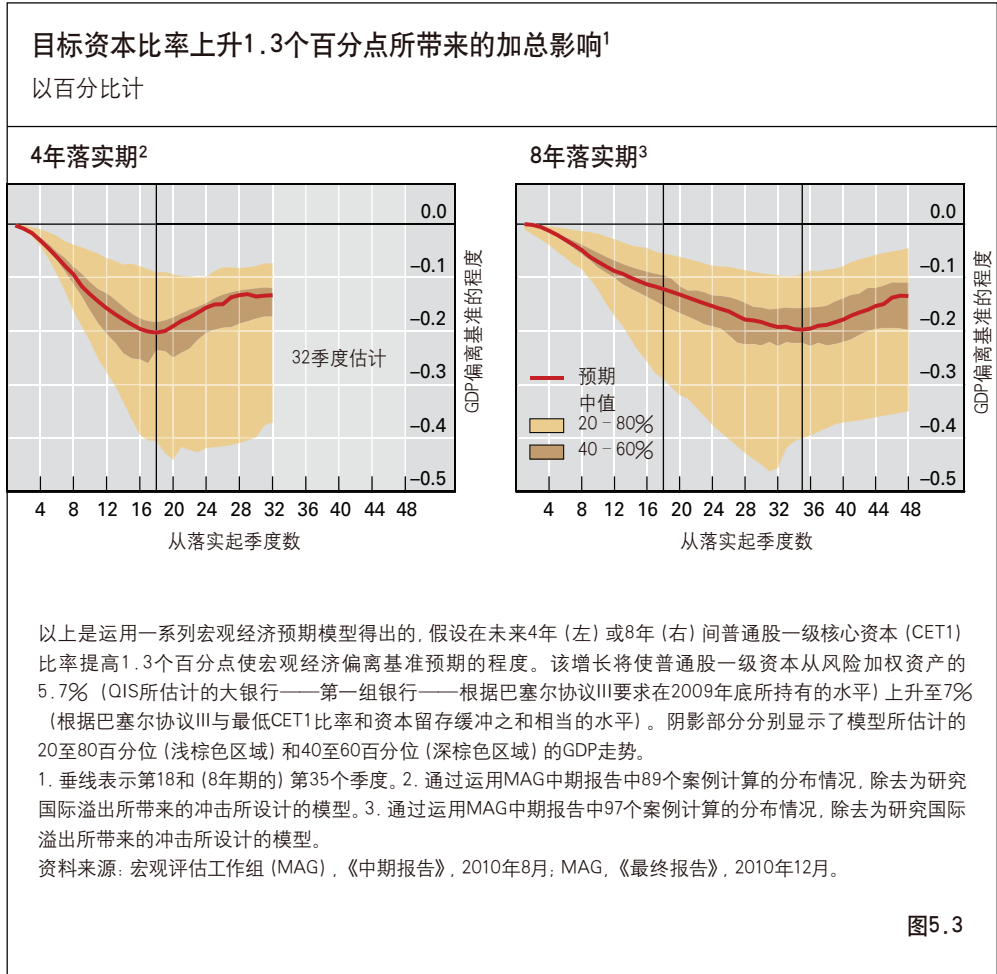 目标资本比率上升1.3个百分点所带来的加总影响¹
以百分比计
4年落实期²
0.0
-0.1
-0.2
-0.3
-0.4
-0.5
GDP偏离基准的程度
32季度估计
4 8 12 16 20 24 28 32 36 40 44 48
从落实起季度数
8年落实期³
0.0
-0.1
-0.2
-0.3
-0.4
-0.5
GDP偏离基准的程度
预期
中值
20－80%
40－60%
4 8 12 16 20 24 28 32 36 40 44 48
从落实起季度数
以上是运用一系列宏观经济预期模型得出的, 假设在未来4年 (左) 或8年 (右) 间普通股一级核心资本 (CET1)
比率提高1.3个百分点使宏观经济偏离基准预期的程度。该增长将使普通股一级资本从风险加权资产的
5.7% (QIS所估计的大银行——第一组银行——根据巴塞尔协议III要求在2009年底所持有的水平) 上升至7%
(根据巴塞尔协议III与最低CET1比率和资本留存缓冲之和相当的水平) 。阴影部分分别显示了模型所估计的
20至80百分位 (浅棕色区域) 和40至60百分位 (深棕色区域) 的GDP走势。
1. 垂线表示第18和 (8年期的) 第35个季度。2. 通过运用MAG中期报告中89个案例计算的分布情况, 除去为研究
国际溢出所带来的冲击所设计的模型。3. 通过运用MAG中期报告中97个案例计算的分布情况, 除去为研究国际
溢出所带来的冲击所设计的模型。
资料来源: 宏观评估工作组 (MAG) , 《中期报告》, 2010年8月; MAG, 《最终报告》, 2010年12月。
图5.3